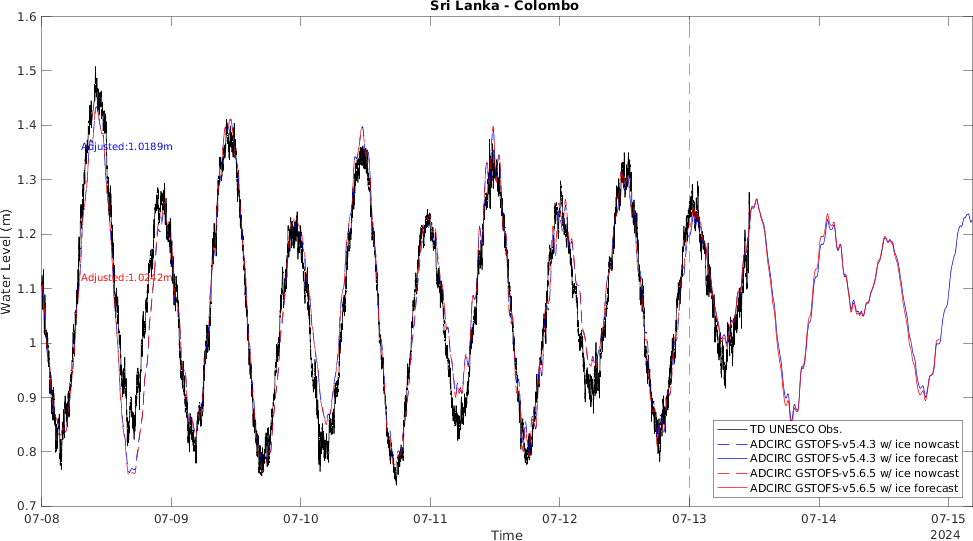 Sri Lanka - Colombo
1.6
1.5
1.4
1.3
1.2
1.1
1
0.9
0.8
0.7
Water Level (m)
Adjusted:1.0189m
Adjusted:1.0242m
TD UNESCO Obs.
ADCIRC GSTOFS-v5.4.3 w/ ice nowcast
ADCIRC GSTOFS-v5.4.3 w/ ice forecast
ADCIRC GSTOFS-v5.6.5 w/ ice nowcast
ADCIRC GSTOFS-v5.6.5 w/ ice forecast
07-08 07-09 07-10 07-11 07-12 07-13 07-14 07-15
Time
2024